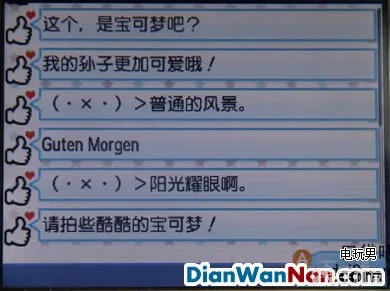 这个，是宝可梦吧？
我的孙子更加可爱哦！
（·×·）＞普通的风景。
Guten Morgen
（·×·）＞阳光耀眼啊。
请拍些酷酷的宝可梦！
电玩男
A
DianWanNan.com